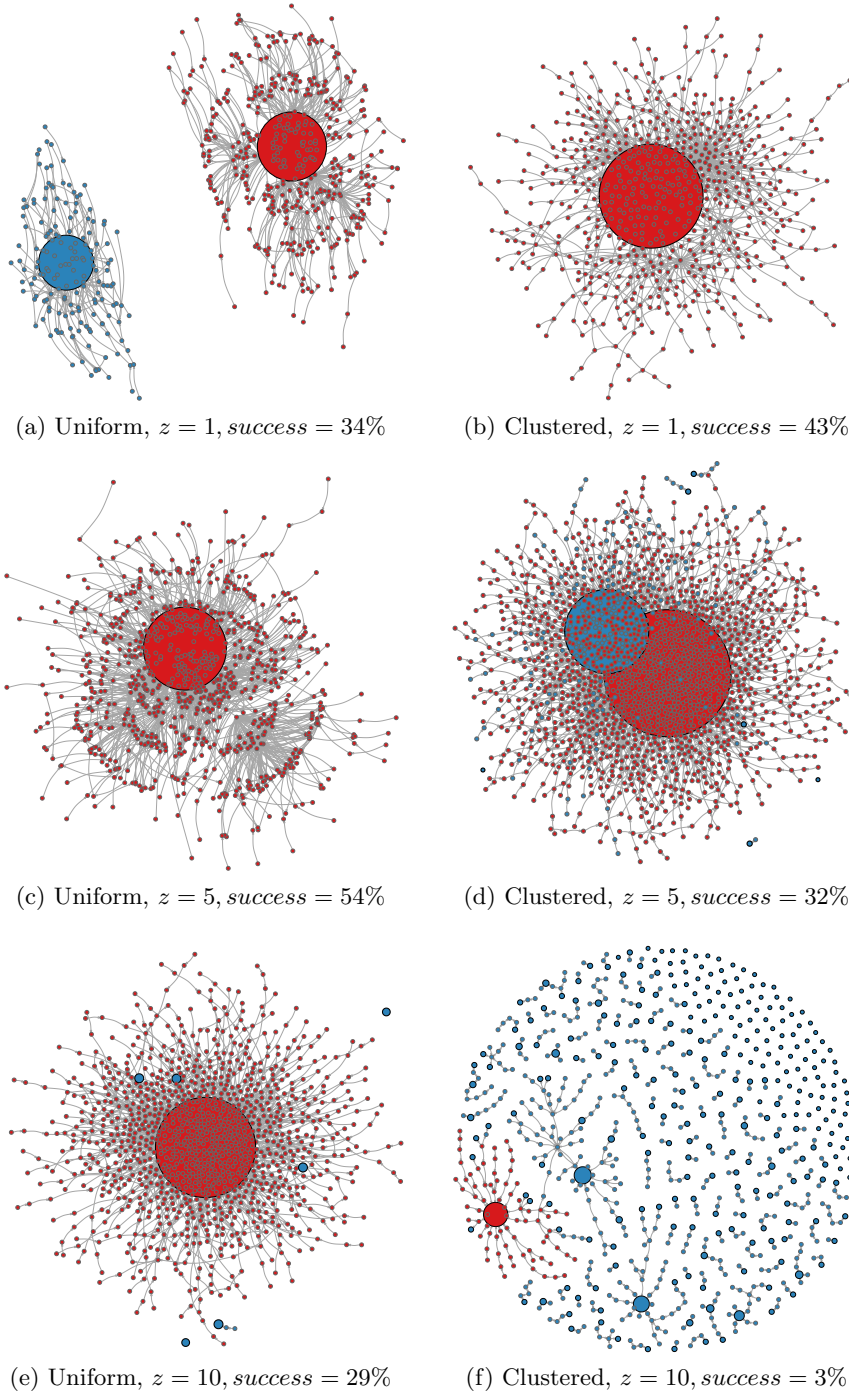 (a) Uniform, z = 1, success = 34%
(b) Clustered, z = 1, success = 43%
(c) Uniform, z = 5, success = 54%
(d) Clustered, z = 5, success = 32%
(e) Uniform, z = 10, success = 29%
(f) Clustered, z = 10, success = 3%